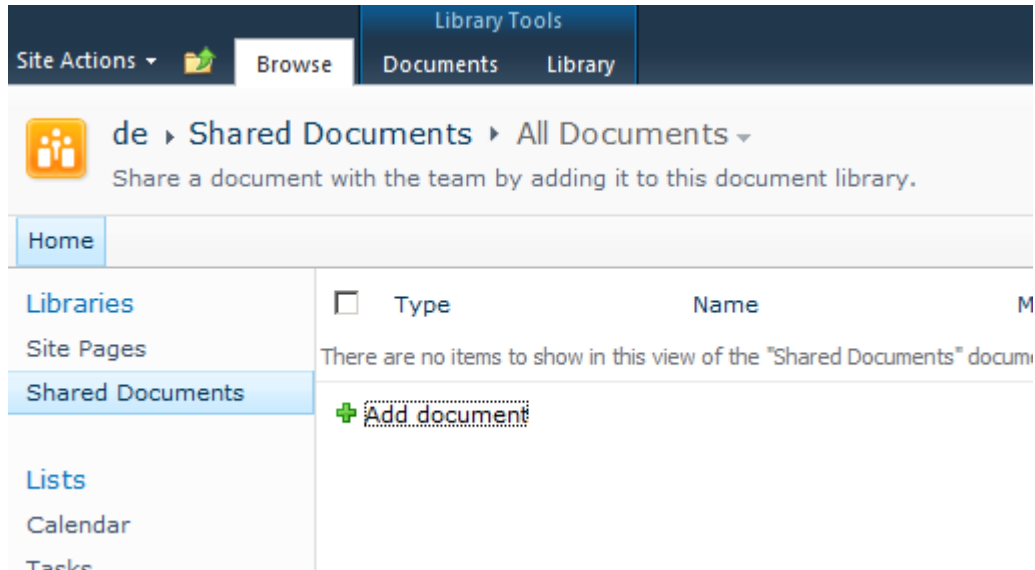 Library Tools
Site Actions Browse Documents Library
de Shared Documents All Documents
Share a document with the team by adding it to this document library.
Home
Libraries
Type Name
Site Pages
There are no items to show in this view of the "Shared Documents"
Shared Documents
Add document
Lists
Calendar
Tasks